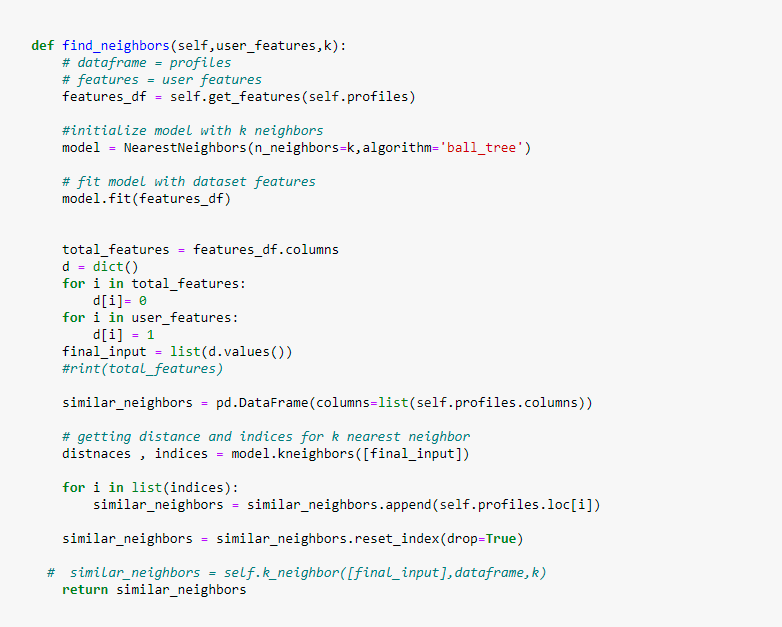 def find_neighbors(self,user_features,k):
    # dataframe = profiles
    # features = user features
    features_df = self.get_features(self.profiles)
    #initialize model with k neighbors
    model = NearestNeighbors(n_neighbors=k,algorithm='ball_tree')
    # fit model with dataset features
    model.fit(features_df)
    total_features = features_df.columns
    d = dict()
    for i in total_features:
        d[i]= 0
    for i in user_features:
        d[i] = 1
    final_input = list(d.values())
    #rint(total_features)
    similar_neighbors = pd.DataFrame(columns=list(self.profiles.columns))
    # getting distance and indices for k nearest neighbor
    distnaces , indices = model.kneighbors([final_input])
    for i in list(indices):
        similar_neighbors = similar_neighbors.append(self.profiles.loc[i])
    similar_neighbors = similar_neighbors.reset_index(drop=True)
  #  similar_neighbors = self.k_neighbor([final_input],dataframe,k)
    return similar_neighbors